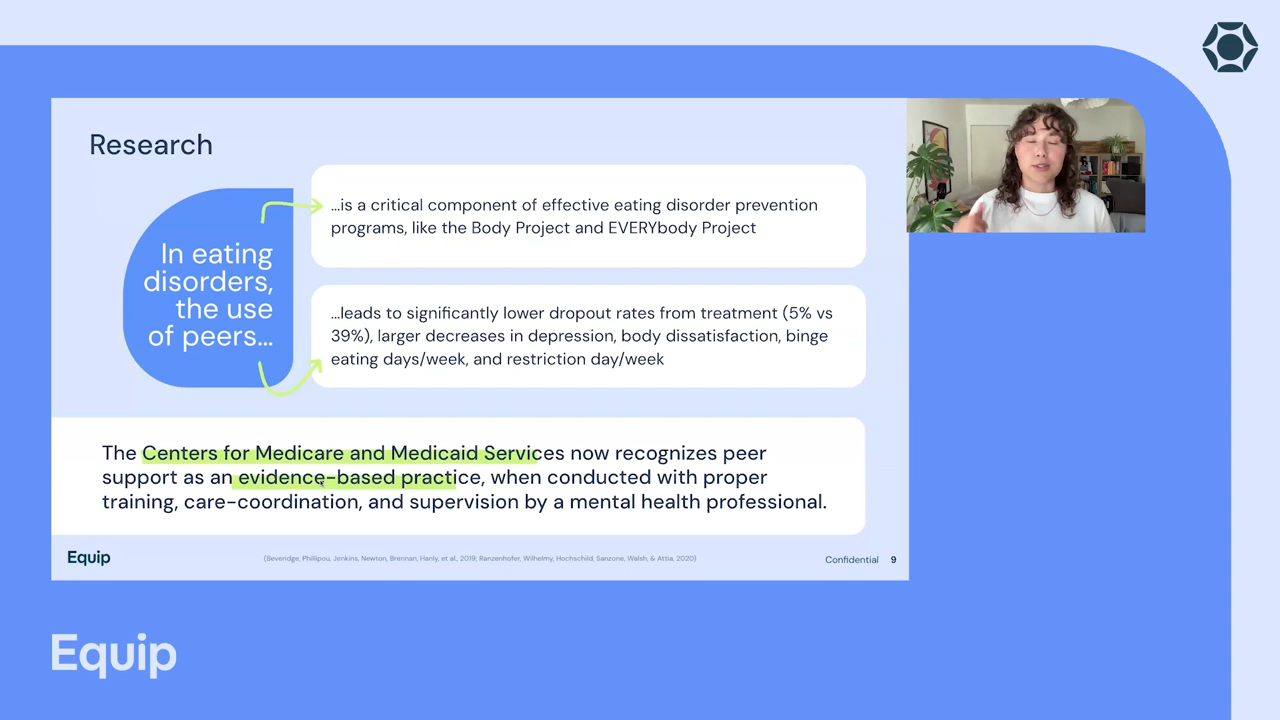 Research
In eating
disorders,
the use
of peers...
...is a critical component of effective eating disorder prevention
programs, like the Body Project and EVERYbody Project
...leads to significantly lower dropout rates from treatment (5% vs
39%), larger decreases in depression, body dissatisfaction, binge
eating days/week, and restriction day/week
The Centers for Medicare and Medicaid Services now recognizes peer
support as an evidence-based practice, when conducted with proper
training, care-coordination, and supervision by a mental health professional.
Equip
(Beveridge, Phillipou, Jenkins, Newton, Brennan, Hanly, et al., 2019; Ranzenhofer, Wilhelmy, Hochschild, Sanzone, Walsh, & Attia, 2020)
Confidential 9
Equip